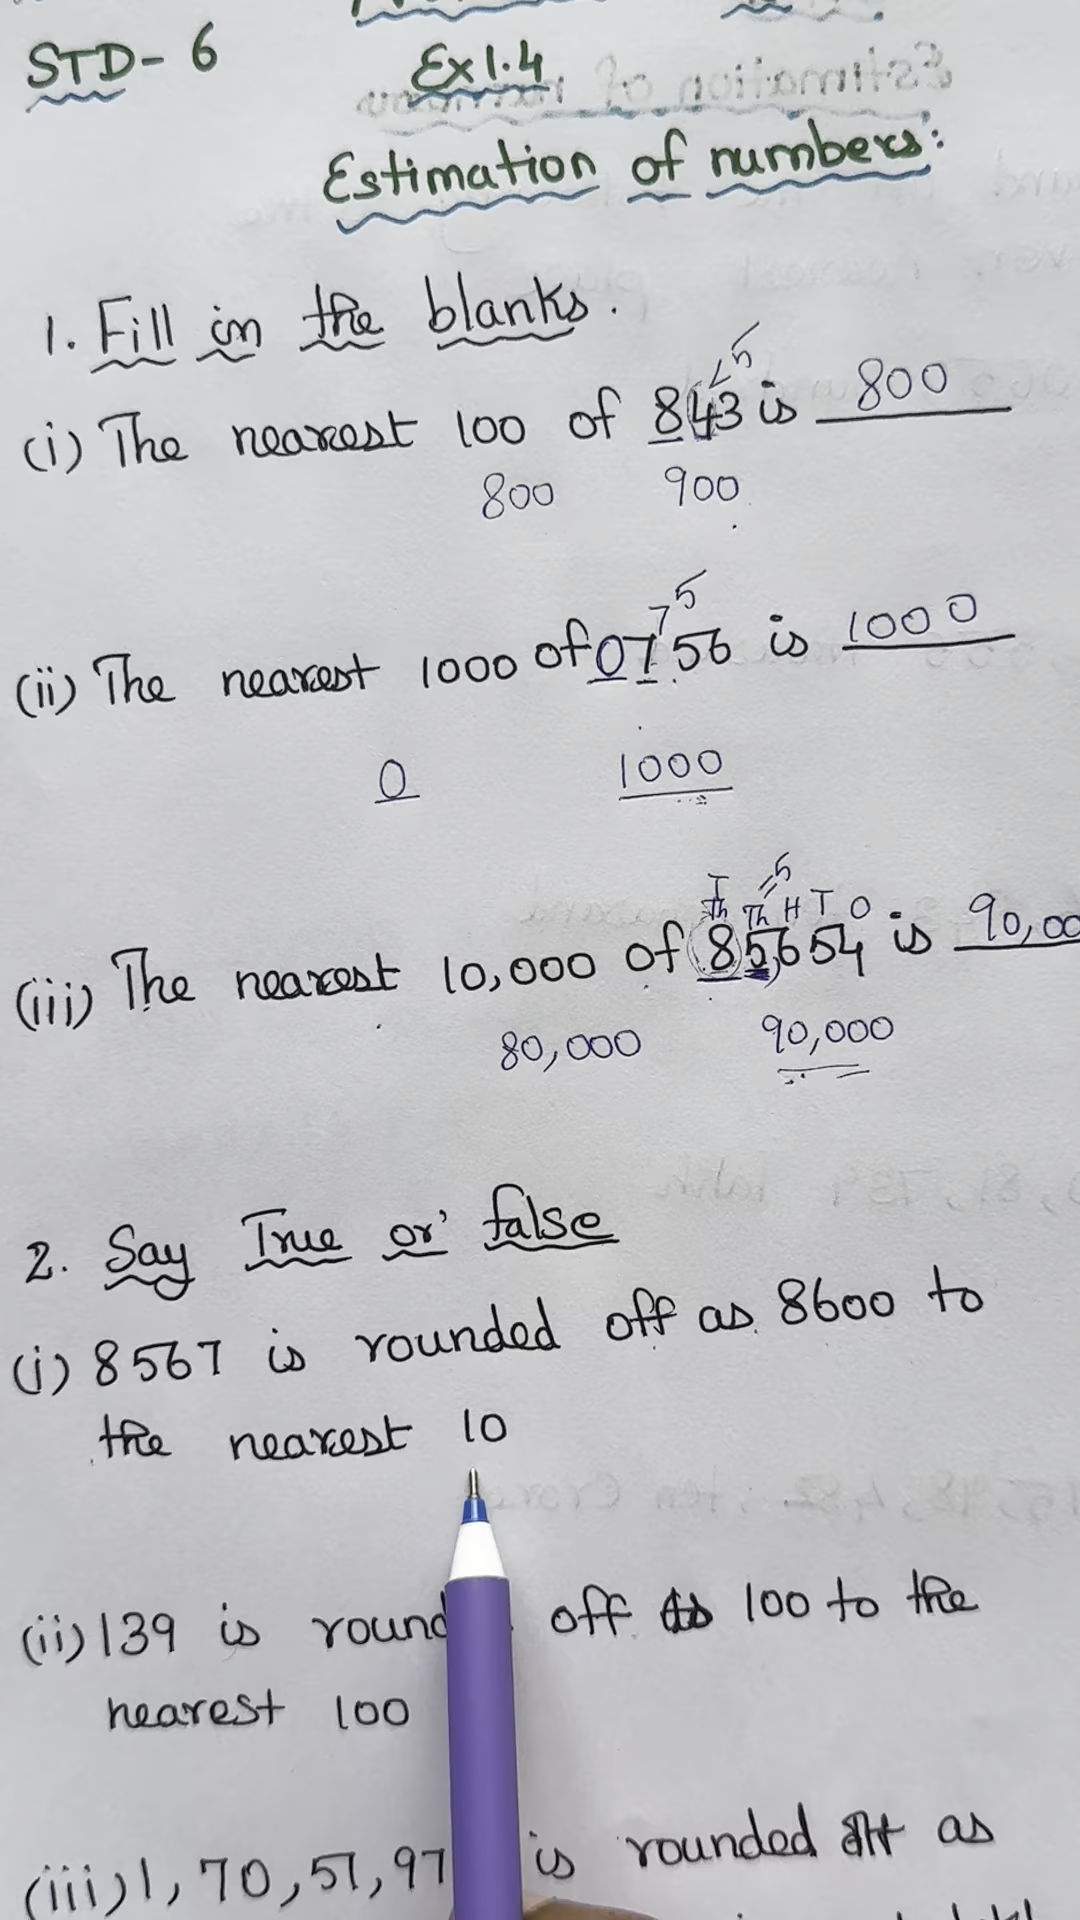 STD- 6
Ex 1.4
Estimation of numbers:
1. Fill in the blanks.
<5
(i) The nearest 100 of 843 is 800
800 900
75
(ii) The nearest 1000 of 0756 is 1000
0 1000
=5
T Th Th H T O
(iii) The nearest 10,000 of 85654 is 90,00
80,000 90,000
2. Say True or false
(i) 8567 is rounded off as 8600 to
the nearest 10
(ii) 139 is round off as 100 to the
nearest 100
(iii) 1,70,51,97 is rounded as